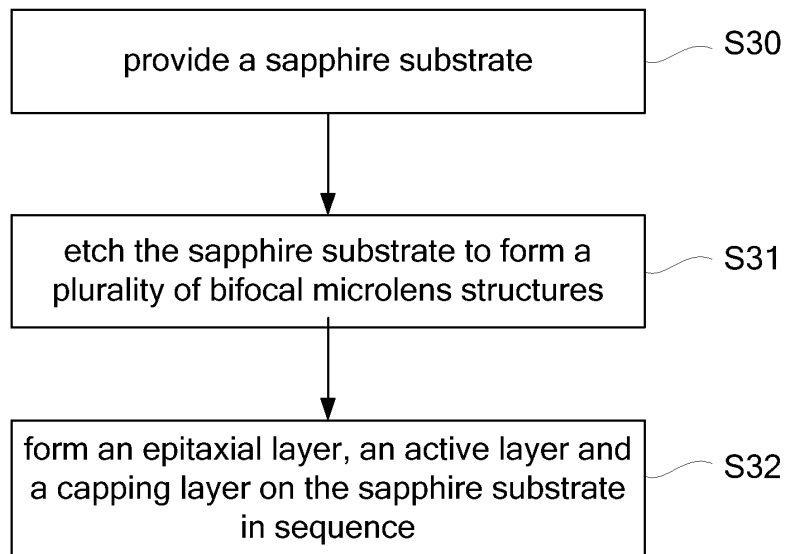 provide a sapphire substrate
S30
etch the sapphire substrate to form a
plurality of bifocal microlens structures
S31
form an epitaxial layer, an active layer and
a capping layer on the sapphire substrate
in sequence
S32